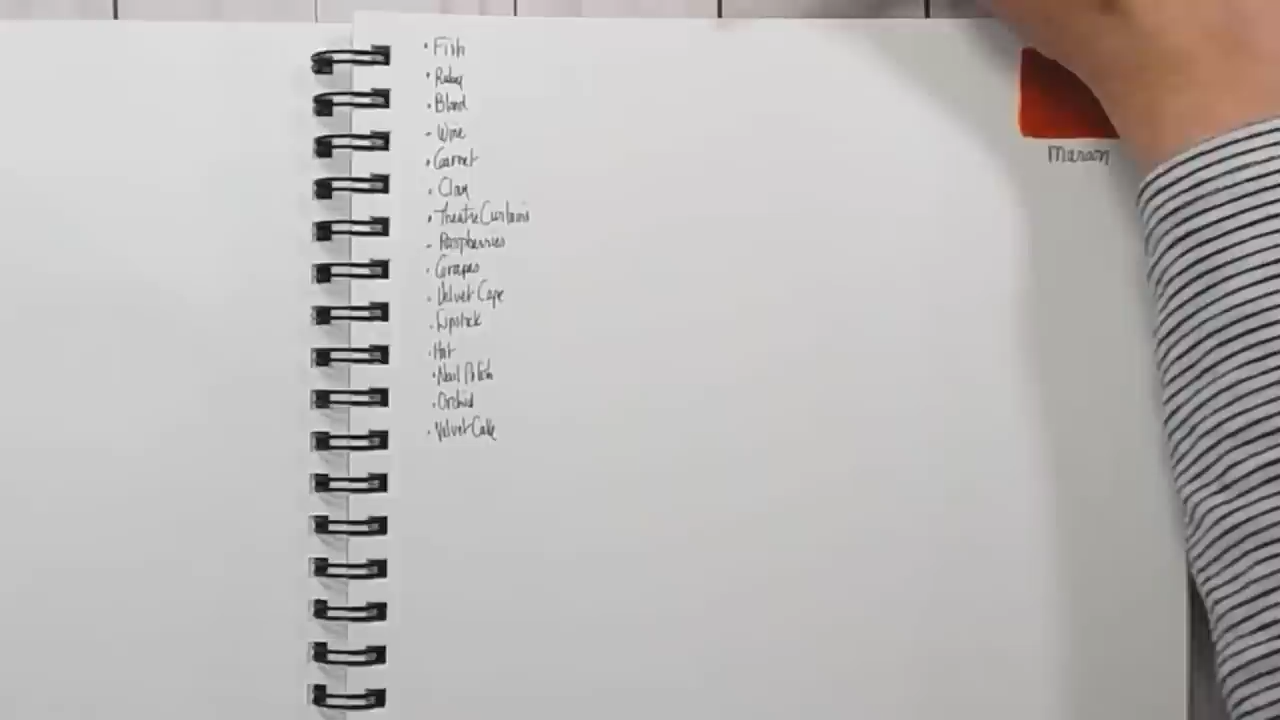 • Fish
• Ruby
• Blood
- Wine
• Garnet
• Clay
• Theatre Curtains
- Raspberries
• Grapes
• Velvet Cape
• Lipstick
• Hat
• Nail Polish
• Orchid
• Velvet Cake
Maroon